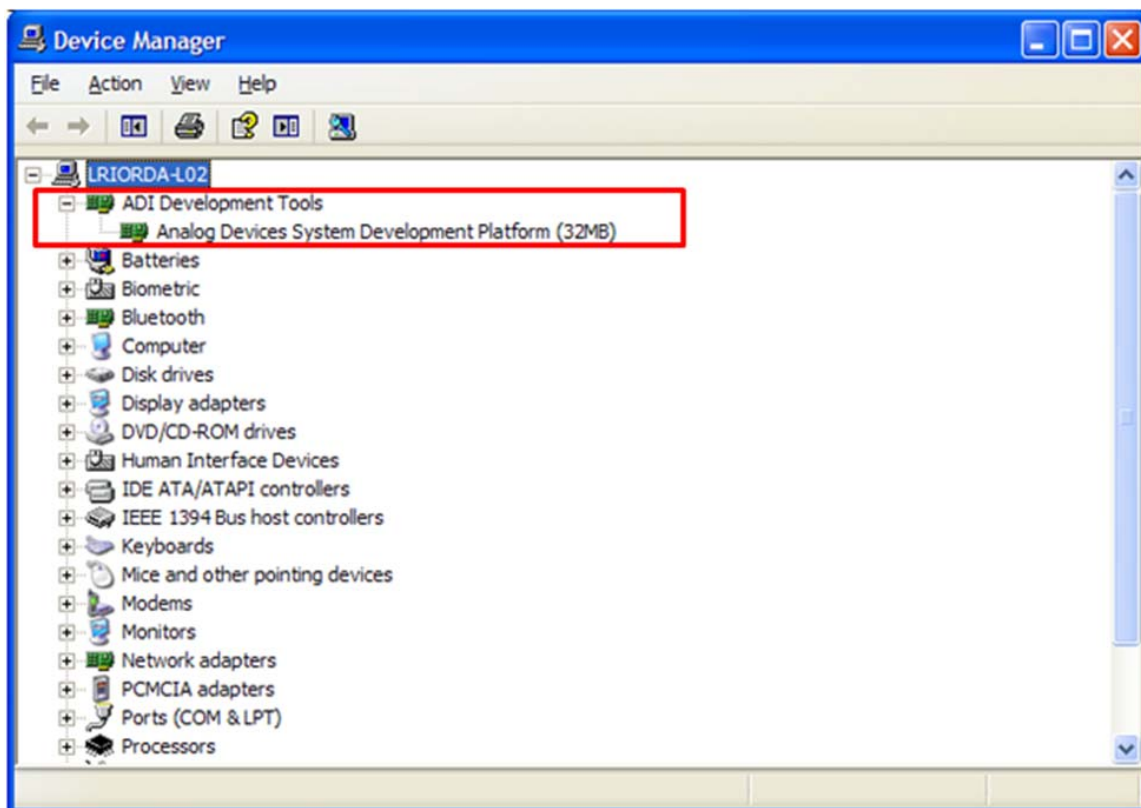 Device Manager
File Action View Help
LRIORDA-L02
ADI Development Tools
Analog Devices System Development Platform (32MB)
Batteries
Biometric
Bluetooth
Computer
Disk drives
Display adapters
DVD/CD-ROM drives
Human Interface Devices
IDE ATA/ATAPI controllers
IEEE 1394 Bus host controllers
Keyboards
Mice and other pointing devices
Modems
Monitors
Network adapters
PCMCIA adapters
Ports (COM & LPT)
Processors